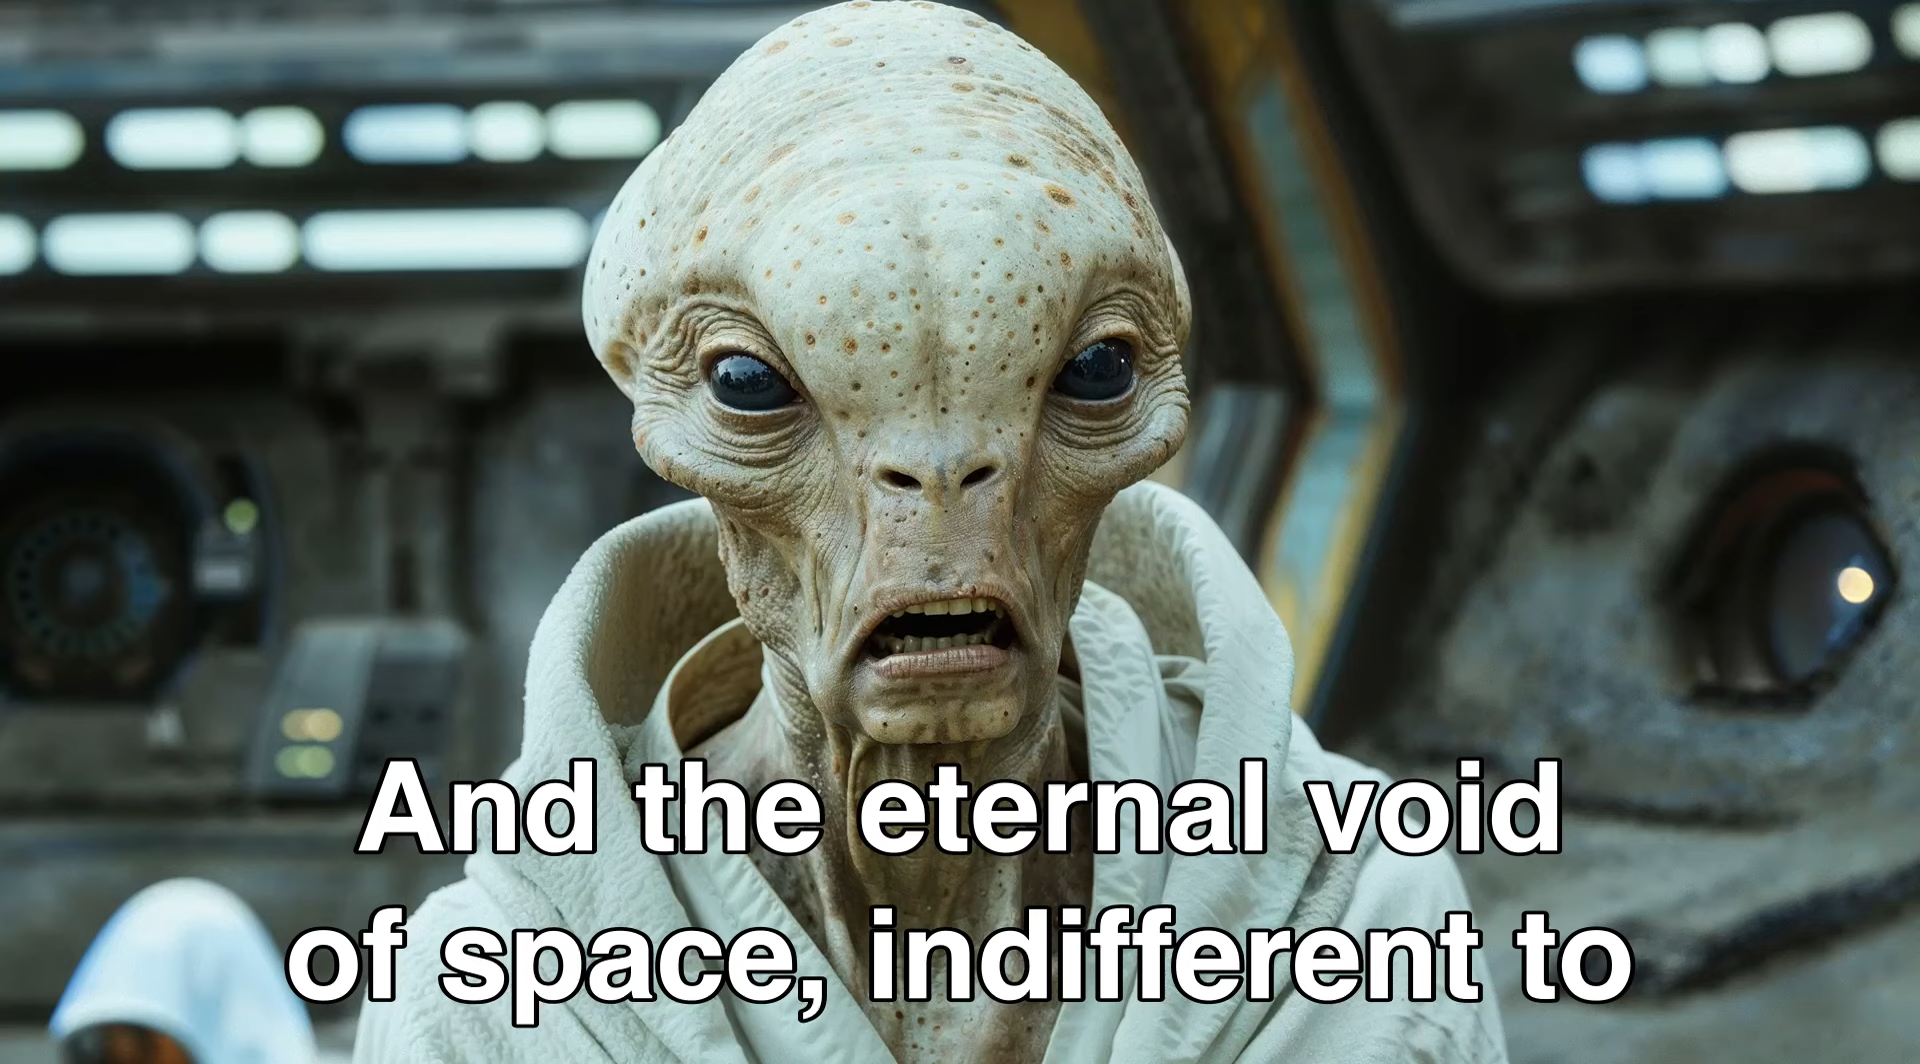 And the eternal void
of space, indifferent to